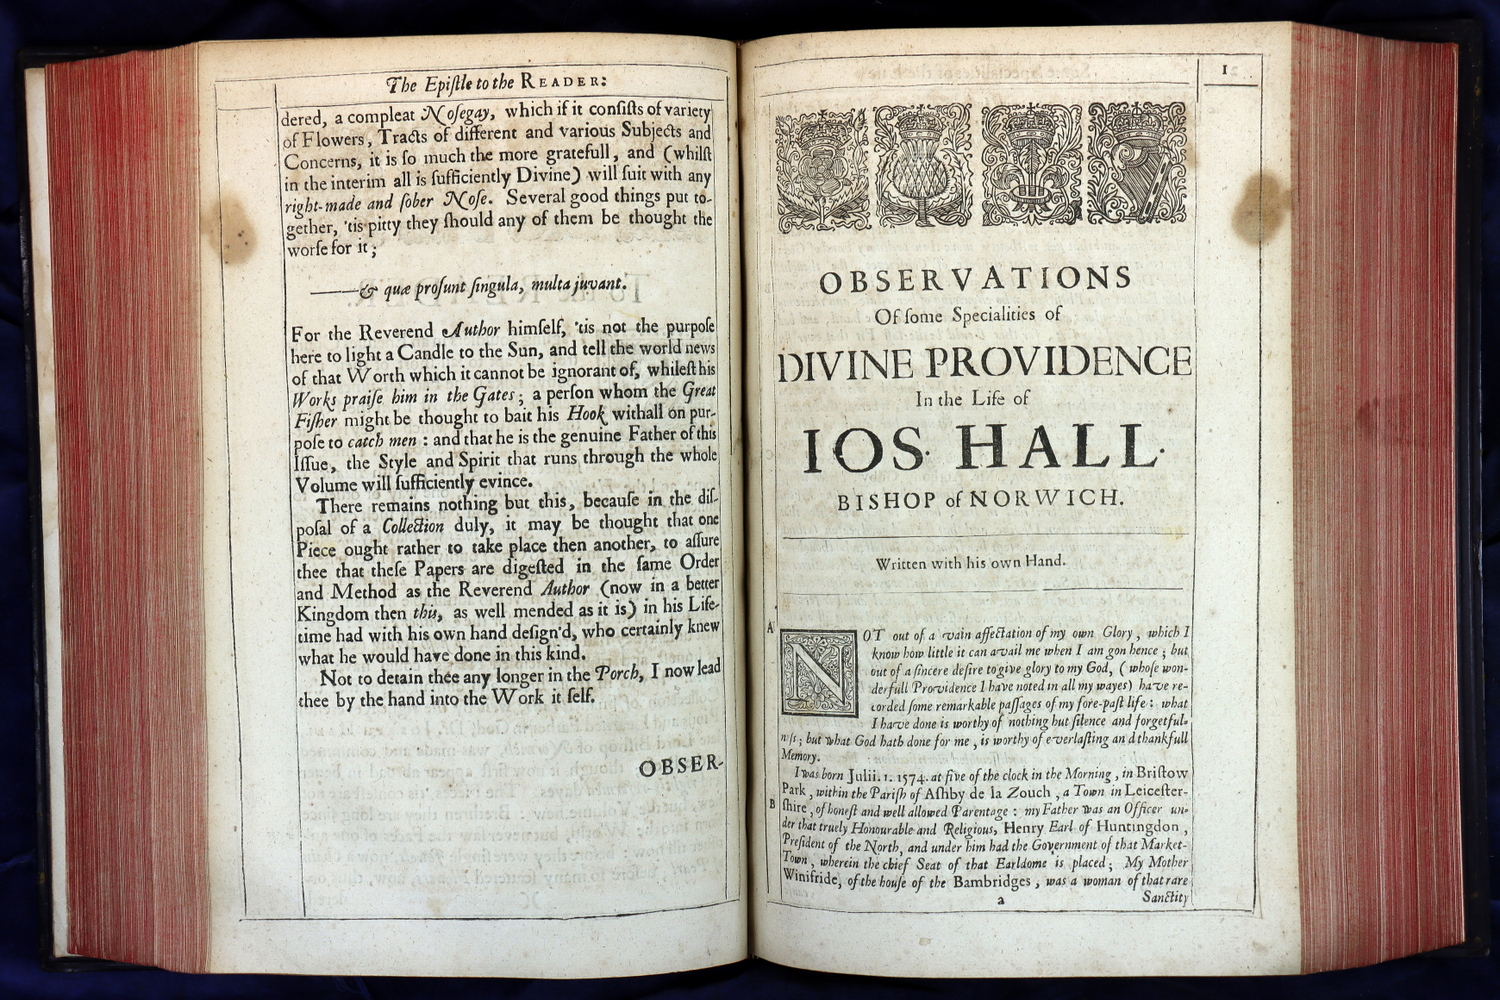 The Epiſtle to the READER:
dered, a compleat Noſegay, which if it conſiſts of variety
of Flowers, Tracts of different and various Subjects and
Concerns, it is ſo much the more gratefull, and (whilſt
in the interim all is ſufficiently Divine) will ſuit with any
right-made and ſober Noſe. Several good things put to-
gether, 'tis pitty they ſhould any of them be thought the
worſe for it;
——& quæ proſunt ſingula, multa juvant.
For the Reverend Author himſelf, 'tis not the purpoſe
here to light a Candle to the Sun, and tell the world news
of that Worth which it cannot be ignorant of, whileſt his
Works praiſe him in the Gates; a perſon whom the Great
Fiſher might be thought to bait his Hook withall on pur-
poſe to catch men : and that he is the genuine Father of this
Iſſue, the Style and Spirit that runs through the whole
Volume will ſufficiently evince.
There remains nothing but this, becauſe in the diſ-
poſal of a Collection duly, it may be thought that one
Piece ought rather to take place then another, to aſſure
thee that theſe Papers are digeſted in the ſame Order
and Method as the Reverend Author (now in a better
Kingdom then this, as well mended as it is) in his Life-
time had with his own hand deſign'd, who certainly knew
what he would have done in this kind.
Not to detain thee any longer in the Porch, I now lead
thee by the hand into the Work it ſelf.
OBSER-
1
OBSERVATIONS
Of ſome Specialities of
DIVINE PROVIDENCE
In the Life of
IOS. HALL.
BISHOP of NORWICH.
Written with his own Hand.
A
NOT out of a vain affectation of my own Glory, which I
know how little it can avail me when I am gon hence ; but
out of a ſincere deſire to give glory to my God, (whoſe won-
derfull Providence I have noted in all my wayes) have re-
corded ſome remarkable paſſages of my fore-paſt life : what
I have done is worthy of nothing but ſilence and forgetful-
neſs ; but what God hath done for me, is worthy of everlaſting and thankfull
Memory.
I was born Julii. 1. 1574. at five of the clock in the Morning, in Briſtow
Park, within the Pariſh of Aſhby de la Zouch, a Town in Leiceſter-
B ſhire, of honeſt and well allowed Parentage : my Father was an Officer un-
der that truely Honourable and Religious, Henry Earl of Huntingdon,
Preſident of the North, and under him had the Government of that Market-
Town, wherein the chief Seat of that Earldome is placed ; My Mother
Winifride, of the houſe of the Bambridges, was a woman of that rare
a
Sanctity